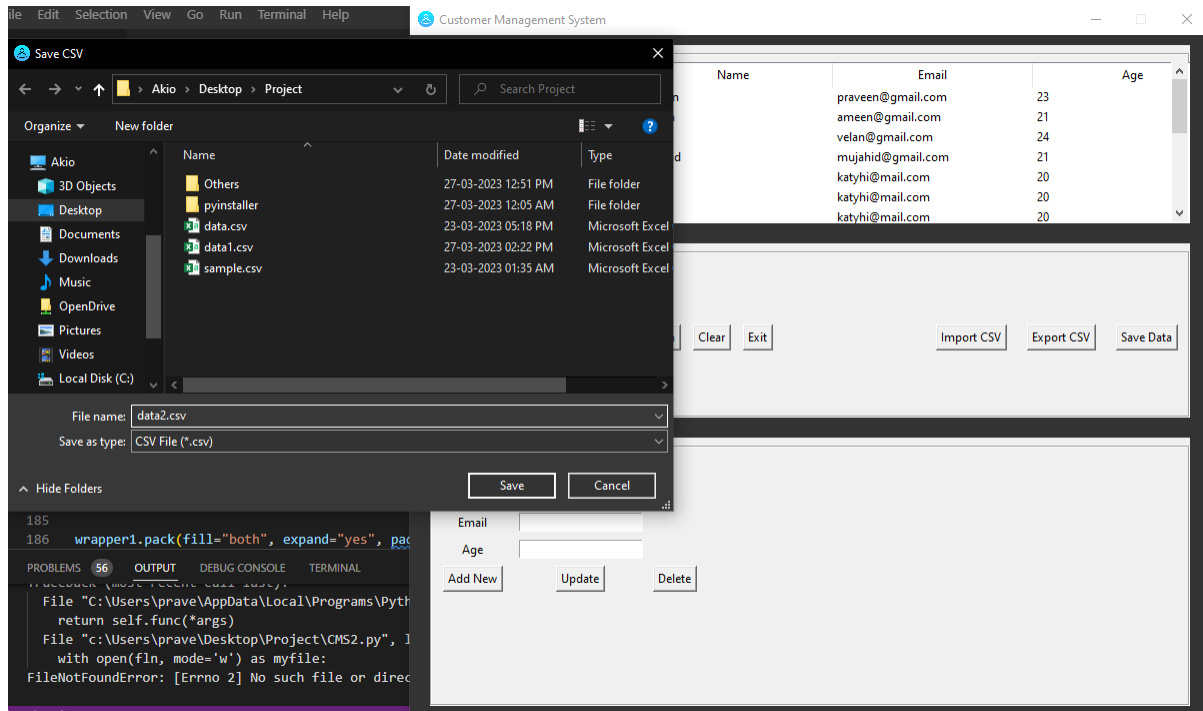 File Edit Selection View Go Run Terminal Help
Customer Management System
Save CSV
Akio > Desktop > Project
Search Project
Organize
New folder
Akio
3D Objects
Desktop
Documents
Downloads
Music
OpenDrive
Pictures
Videos
Local Disk (C:)
Name Date modified Type
Others 27-03-2023 12:51 PM File folder
pyinstaller 27-03-2023 12:05 AM File folder
data.csv 23-03-2023 05:18 PM Microsoft Excel
data1.csv 27-03-2023 02:22 PM Microsoft Excel
sample.csv 23-03-2023 01:35 AM Microsoft Excel
File name: data2.csv
Save as type: CSV File (*.csv)
Hide Folders
Save
Cancel
Name Email Age
praveen@gmail.com 23
ameen@gmail.com 21
velan@gmail.com 24
mujahid@gmail.com 21
katyhi@mail.com 20
katyhi@mail.com 20
katyhi@mail.com 20
Clear Exit Import CSV Export CSV Save Data
Email
Age
Add New Update Delete
185
186 wrapper1.pack(fill="both", expand="yes",
PROBLEMS 56 OUTPUT DEBUG CONSOLE TERMINAL
Traceback (most recent call last):
File "C:\Users\prave\AppData\Local\Programs\Pyth
return self.func(*args)
File "c:\Users\prave\Desktop\Project\CMS2.py", l
with open(fln, mode='w') as myfile:
FileNotFoundError: [Errno 2] No such file or direc